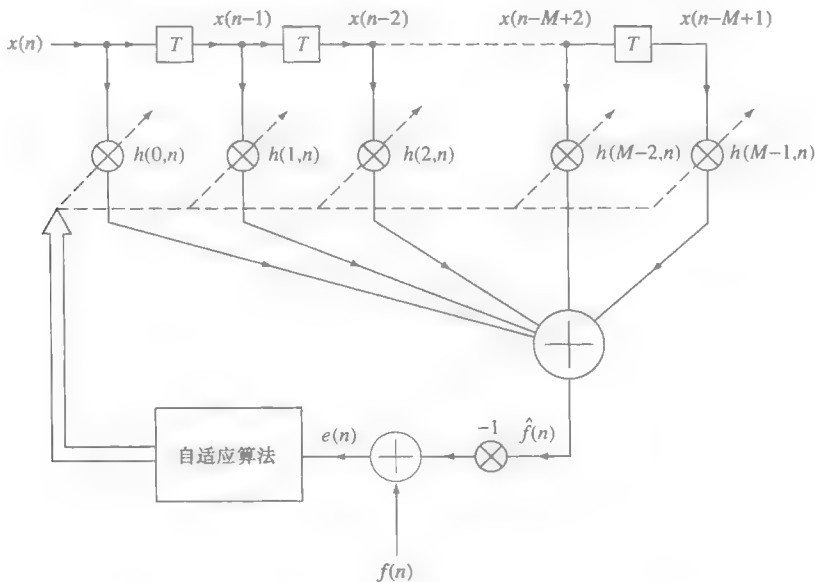 x(n-1) x(n-2) x(n-M+2) x(n-M+1)
x(n) T T T
h(0,n) h(1,n) h(2,n) h(M-2,n) h(M-1,n)
-1
e(n) f̂(n)
自适应算法
f(n)